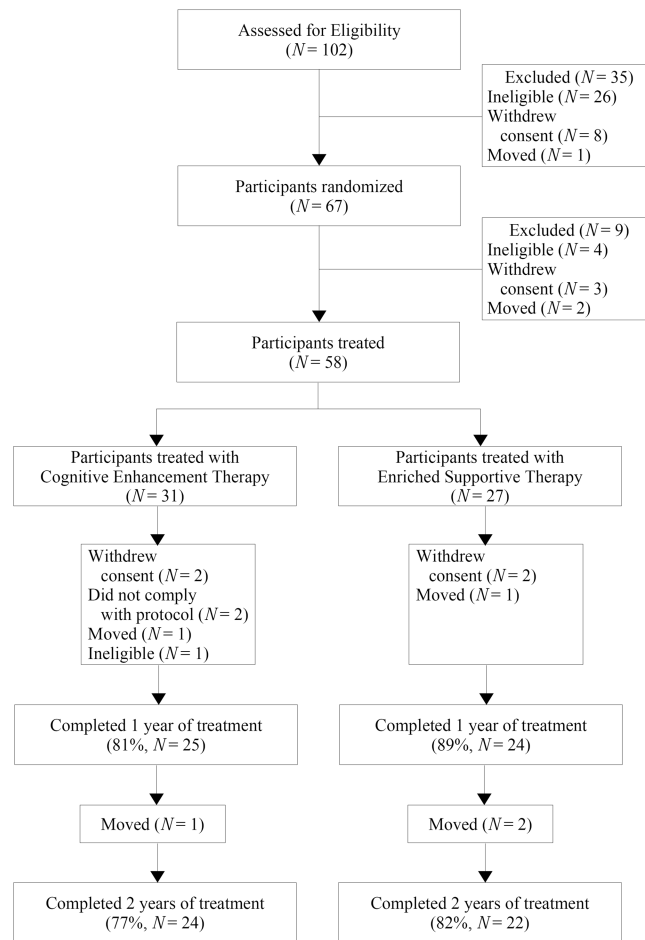 Assessed for Eligibility
(N = 102)
Excluded (N = 35)
Ineligible (N = 26)
Withdrew
consent (N = 8)
Moved (N = 1)
Participants randomized
(N = 67)
Excluded (N = 9)
Ineligible (N = 4)
Withdrew
consent (N = 3)
Moved (N = 2)
Participants treated
(N = 58)
Participants treated with
Cognitive Enhancement Therapy
(N = 31)
Participants treated with
Enriched Supportive Therapy
(N = 27)
Withdrew
consent (N = 2)
Did not comply
with protocol (N = 2)
Moved (N = 1)
Ineligible (N = 1)
Withdrew
consent (N = 2)
Moved (N = 1)
Completed 1 year of treatment
(81%, N = 25)
Completed 1 year of treatment
(89%, N = 24)
Moved (N = 1)
Moved (N = 2)
Completed 2 years of treatment
(77%, N = 24)
Completed 2 years of treatment
(82%, N = 22)